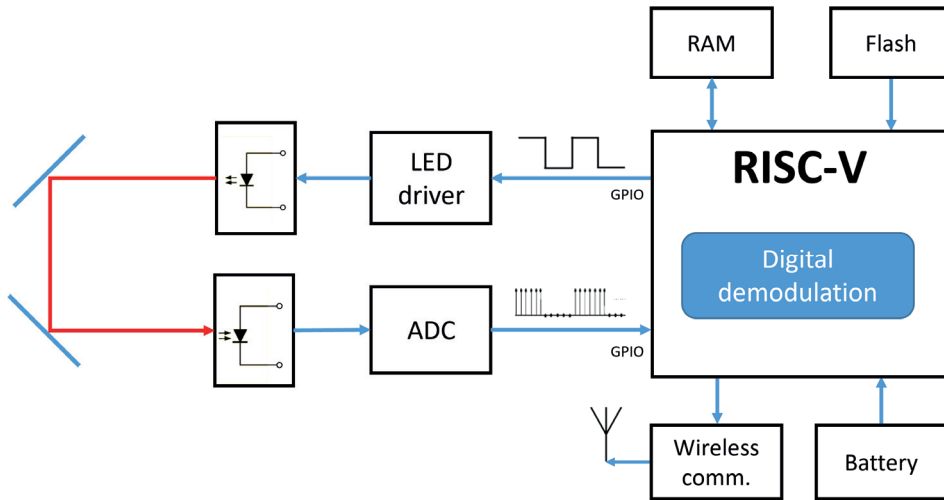 RAM
Flash
LED
driver
GPIO
RISC-V
Digital
demodulation
ADC
GPIO
Wireless
comm.
Battery